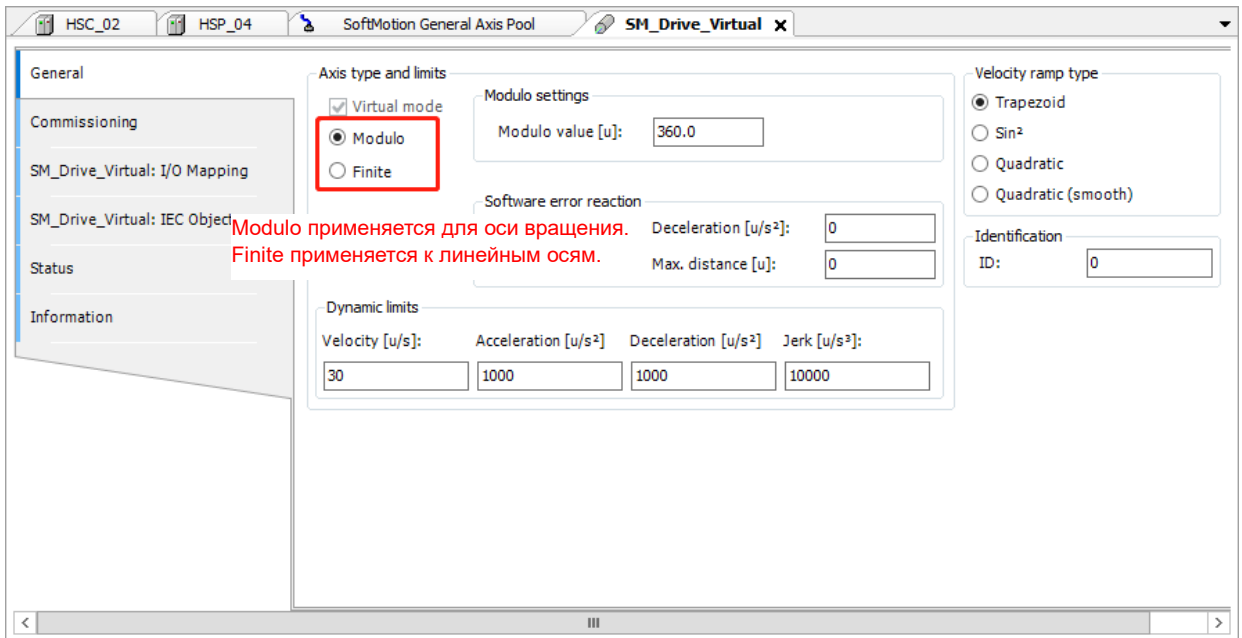 HSC_02
HSP_04
SoftMotion General Axis Pool
SM_Drive_Virtual
General
Commissioning
SM_Drive_Virtual: I/O Mapping
SM_Drive_Virtual: IEC Object
Status
Information
Axis type and limits
Virtual mode
Modulo
Finite
Modulo settings
Modulo value [u]: 360.0
Software error reaction
Modulo применяется для оси вращения.
Finite применяется к линейным осям.
Deceleration [u/s²]: 0
Max. distance [u]: 0
Dynamic limits
Velocity [u/s]: Acceleration [u/s²] Deceleration [u/s²] Jerk [u/s³]:
30 1000 1000 10000
Velocity ramp type
Trapezoid
Sin²
Quadratic
Quadratic (smooth)
Identification
ID: 0